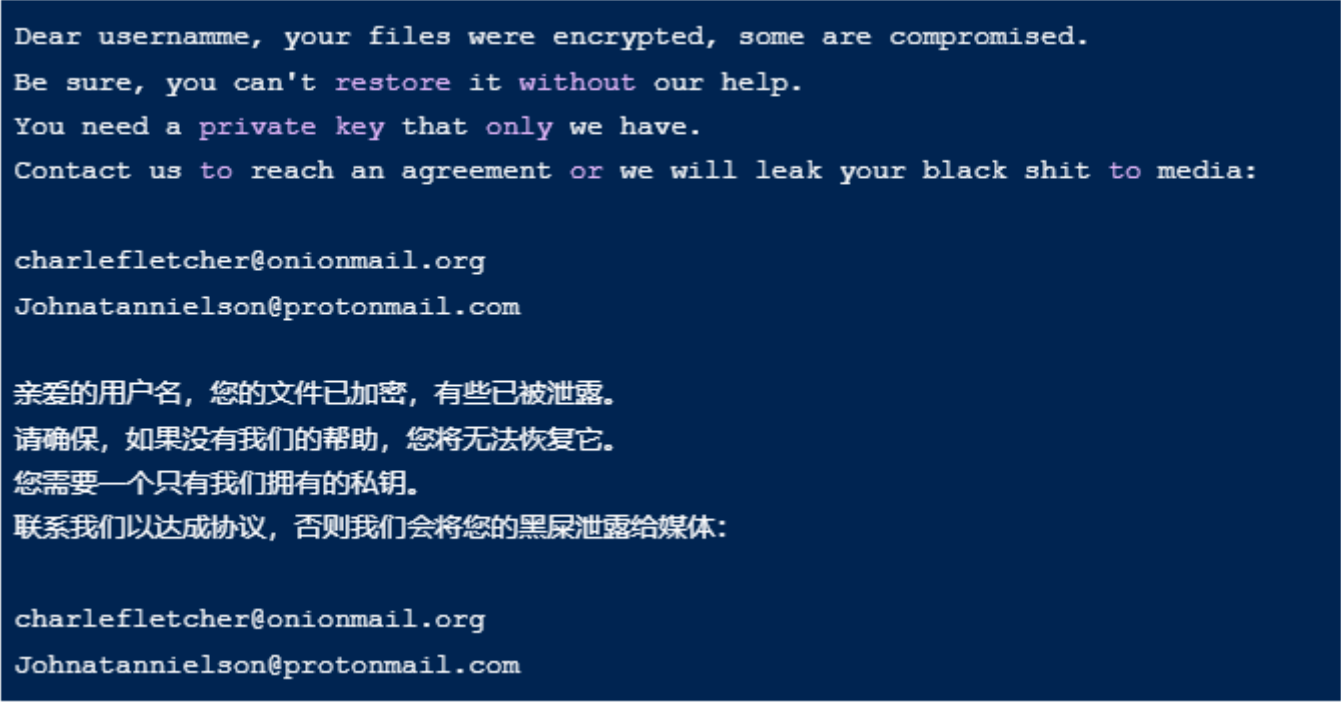 Dear usernamme, your files were encrypted, some are compromised.
Be sure, you can't restore it without our help.
You need a private key that only we have.
Contact us to reach an agreement or we will leak your black shit to media:
charlefletcher@onionmail.org
Johnatannielson@protonmail.com
亲爱的用户名，您的文件已加密，有些已被泄露。
请确保，如果没有我们的帮助，您将无法恢复它。
您需要一个只有我们拥有的私钥。
联系我们以达成协议，否则我们会将您的黑屎泄露给媒体：
charlefletcher@onionmail.org
Johnatannielson@protonmail.com